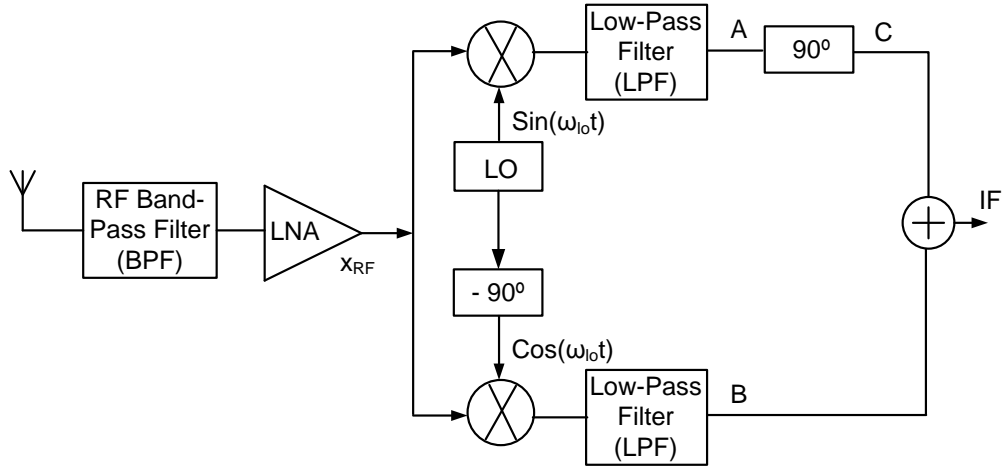 Low-Pass
Filter
(LPF)
A
90º
C
Sin(ω_lo t)
LO
RF Band-
Pass Filter
(BPF)
LNA
x_RF
- 90º
Cos(ω_lo t)
IF
Low-Pass
Filter
(LPF)
B